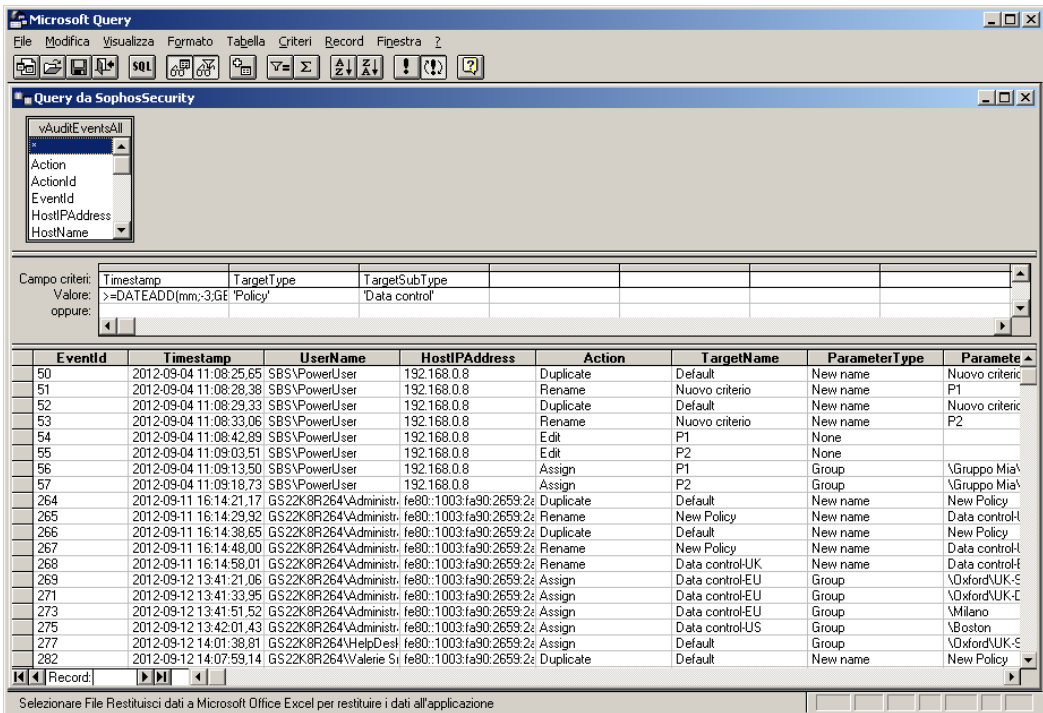 Microsoft Query
File Modifica Visualizza Formato Tabella Criteri Record Finestra ?
SQL
Query da SophosSecurity
vAuditEventsAll
*
Action
ActionId
EventId
HostIPAddress
HostName
Campo criteri: Timestamp TargetType TargetSubType
Valore: >=DATEADD(mm;-3;GE 'Policy' 'Data control'
oppure:
EventId Timestamp UserName HostIPAddress Action TargetName ParameterType Paramete
50 2012-09-04 11:08:25,65 SBS\PowerUser 192.168.0.8 Duplicate Default New name Nuovo criterio
51 2012-09-04 11:08:28,38 SBS\PowerUser 192.168.0.8 Rename Nuovo criterio New name P1
52 2012-09-04 11:08:29,33 SBS\PowerUser 192.168.0.8 Duplicate Default New name Nuovo criterio
53 2012-09-04 11:08:33,06 SBS\PowerUser 192.168.0.8 Rename Nuovo criterio New name P2
54 2012-09-04 11:08:42,89 SBS\PowerUser 192.168.0.8 Edit P1 None
55 2012-09-04 11:09:03,51 SBS\PowerUser 192.168.0.8 Edit P2 None
56 2012-09-04 11:09:13,50 SBS\PowerUser 192.168.0.8 Assign P1 Group \Gruppo Mia\
57 2012-09-04 11:09:18,73 SBS\PowerUser 192.168.0.8 Assign P2 Group \Gruppo Mia\
264 2012-09-11 16:14:21,17 GS22K8R264\Administr. fe80::1003:fa90:2659:2a Duplicate Default New name New Policy
265 2012-09-11 16:14:29,92 GS22K8R264\Administr. fe80::1003:fa90:2659:2a Rename New Policy New name Data control-U
266 2012-09-11 16:14:38,65 GS22K8R264\Administr. fe80::1003:fa90:2659:2a Duplicate Default New name New Policy
267 2012-09-11 16:14:48,00 GS22K8R264\Administr. fe80::1003:fa90:2659:2a Rename New Policy New name Data control-U
268 2012-09-11 16:14:58,01 GS22K8R264\Administr. fe80::1003:fa90:2659:2a Rename Data control-UK New name Data control-E
269 2012-09-12 13:41:21,06 GS22K8R264\Administr. fe80::1003:fa90:2659:2a Assign Data control-EU Group \Oxford\UK-S
271 2012-09-12 13:41:33,95 GS22K8R264\Administr. fe80::1003:fa90:2659:2a Assign Data control-EU Group \Oxford\UK-D
273 2012-09-12 13:41:51,52 GS22K8R264\Administr. fe80::1003:fa90:2659:2a Assign Data control-EU Group \Milano
275 2012-09-12 13:42:01,43 GS22K8R264\Administr. fe80::1003:fa90:2659:2a Assign Data control-US Group \Boston
277 2012-09-12 14:01:38,81 GS22K8R264\HelpDesk fe80::1003:fa90:2659:2a Assign Default Group \Oxford\UK-S
282 2012-09-12 14:07:59,14 GS22K8R264\Valerie Sr fe80::1003:fa90:2659:2a Duplicate Default New name New Policy
Record:
Selezionare File Restituisci dati a Microsoft Office Excel per restituire i dati all'applicazione